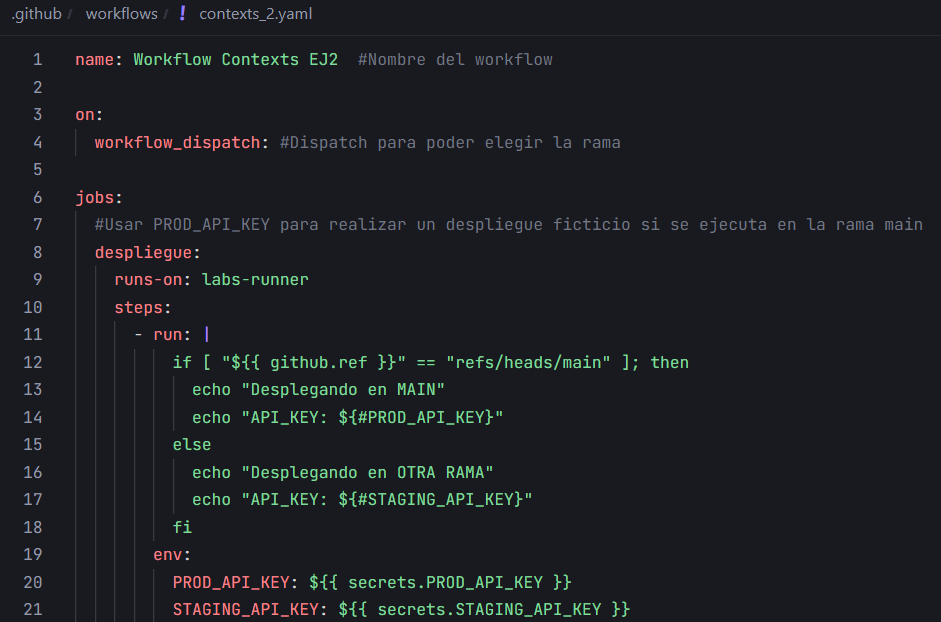 .github / workflows / ! contexts_2.yaml
1 name: Workflow Contexts EJ2  #Nombre del workflow
2
3 on:
4   workflow_dispatch: #Dispatch para poder elegir la rama
5
6 jobs:
7   #Usar PROD_API_KEY para realizar un despliegue ficticio si se ejecuta en la rama main
8   despliegue:
9     runs-on: labs-runner
10     steps:
11       - run: |
12           if [ "${{ github.ref }}" == "refs/heads/main" ]; then
13             echo "Desplegando en MAIN"
14             echo "API_KEY: ${#PROD_API_KEY}"
15           else
16             echo "Desplegando en OTRA RAMA"
17             echo "API_KEY: ${#STAGING_API_KEY}"
18           fi
19         env:
20           PROD_API_KEY: ${{ secrets.PROD_API_KEY }}
21           STAGING_API_KEY: ${{ secrets.STAGING_API_KEY }}